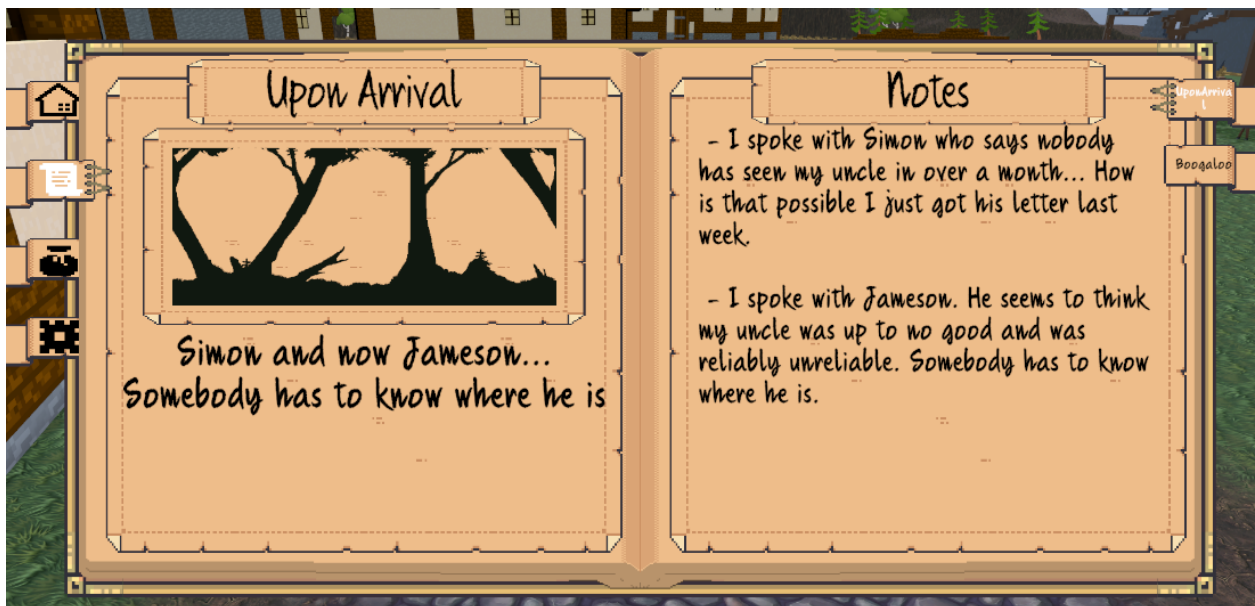 Upon Arrival
Simon and now Jameson...
Somebody has to know where he is
Notes
- I spoke with Simon who says nobody
has seen my uncle in over a month... How
is that possible I just got his letter last
week.
- I spoke with Jameson. He seems to think
my uncle was up to no good and was
reliably unreliable. Somebody has to know
where he is.
UponArriva
l
Boogaloo